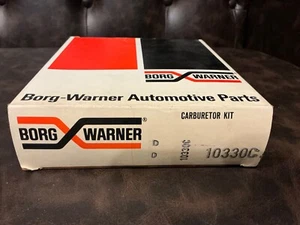 BORG WARNER
Borg-Warner Automotive Parts
BORG WARNER ®
CARBURETOR KIT
D
D
10330C
10330C